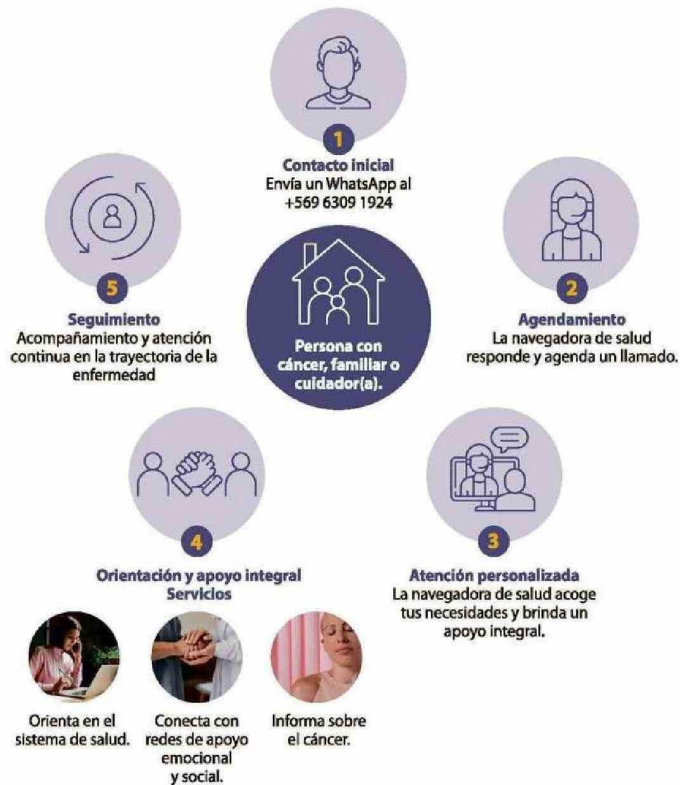 1
Contacto inicial
Envía un WhatsApp al
+569 6309 1924
2
Agendamiento
La navegadora de salud
responde y agenda un llamado.
3
Atención personalizada
La navegadora de salud acoge
tus necesidades y brinda un
apoyo integral.
4
Orientación y apoyo integral
Servicios
Orienta en el
sistema de salud.
Conecta con
redes de apoyo
emocional
y social.
Informa sobre
el cáncer.
5
Seguimiento
Acompañamiento y atención
continua en la trayectoria de la
enfermedad
Persona con
cáncer, familiar o
cuidador(a).